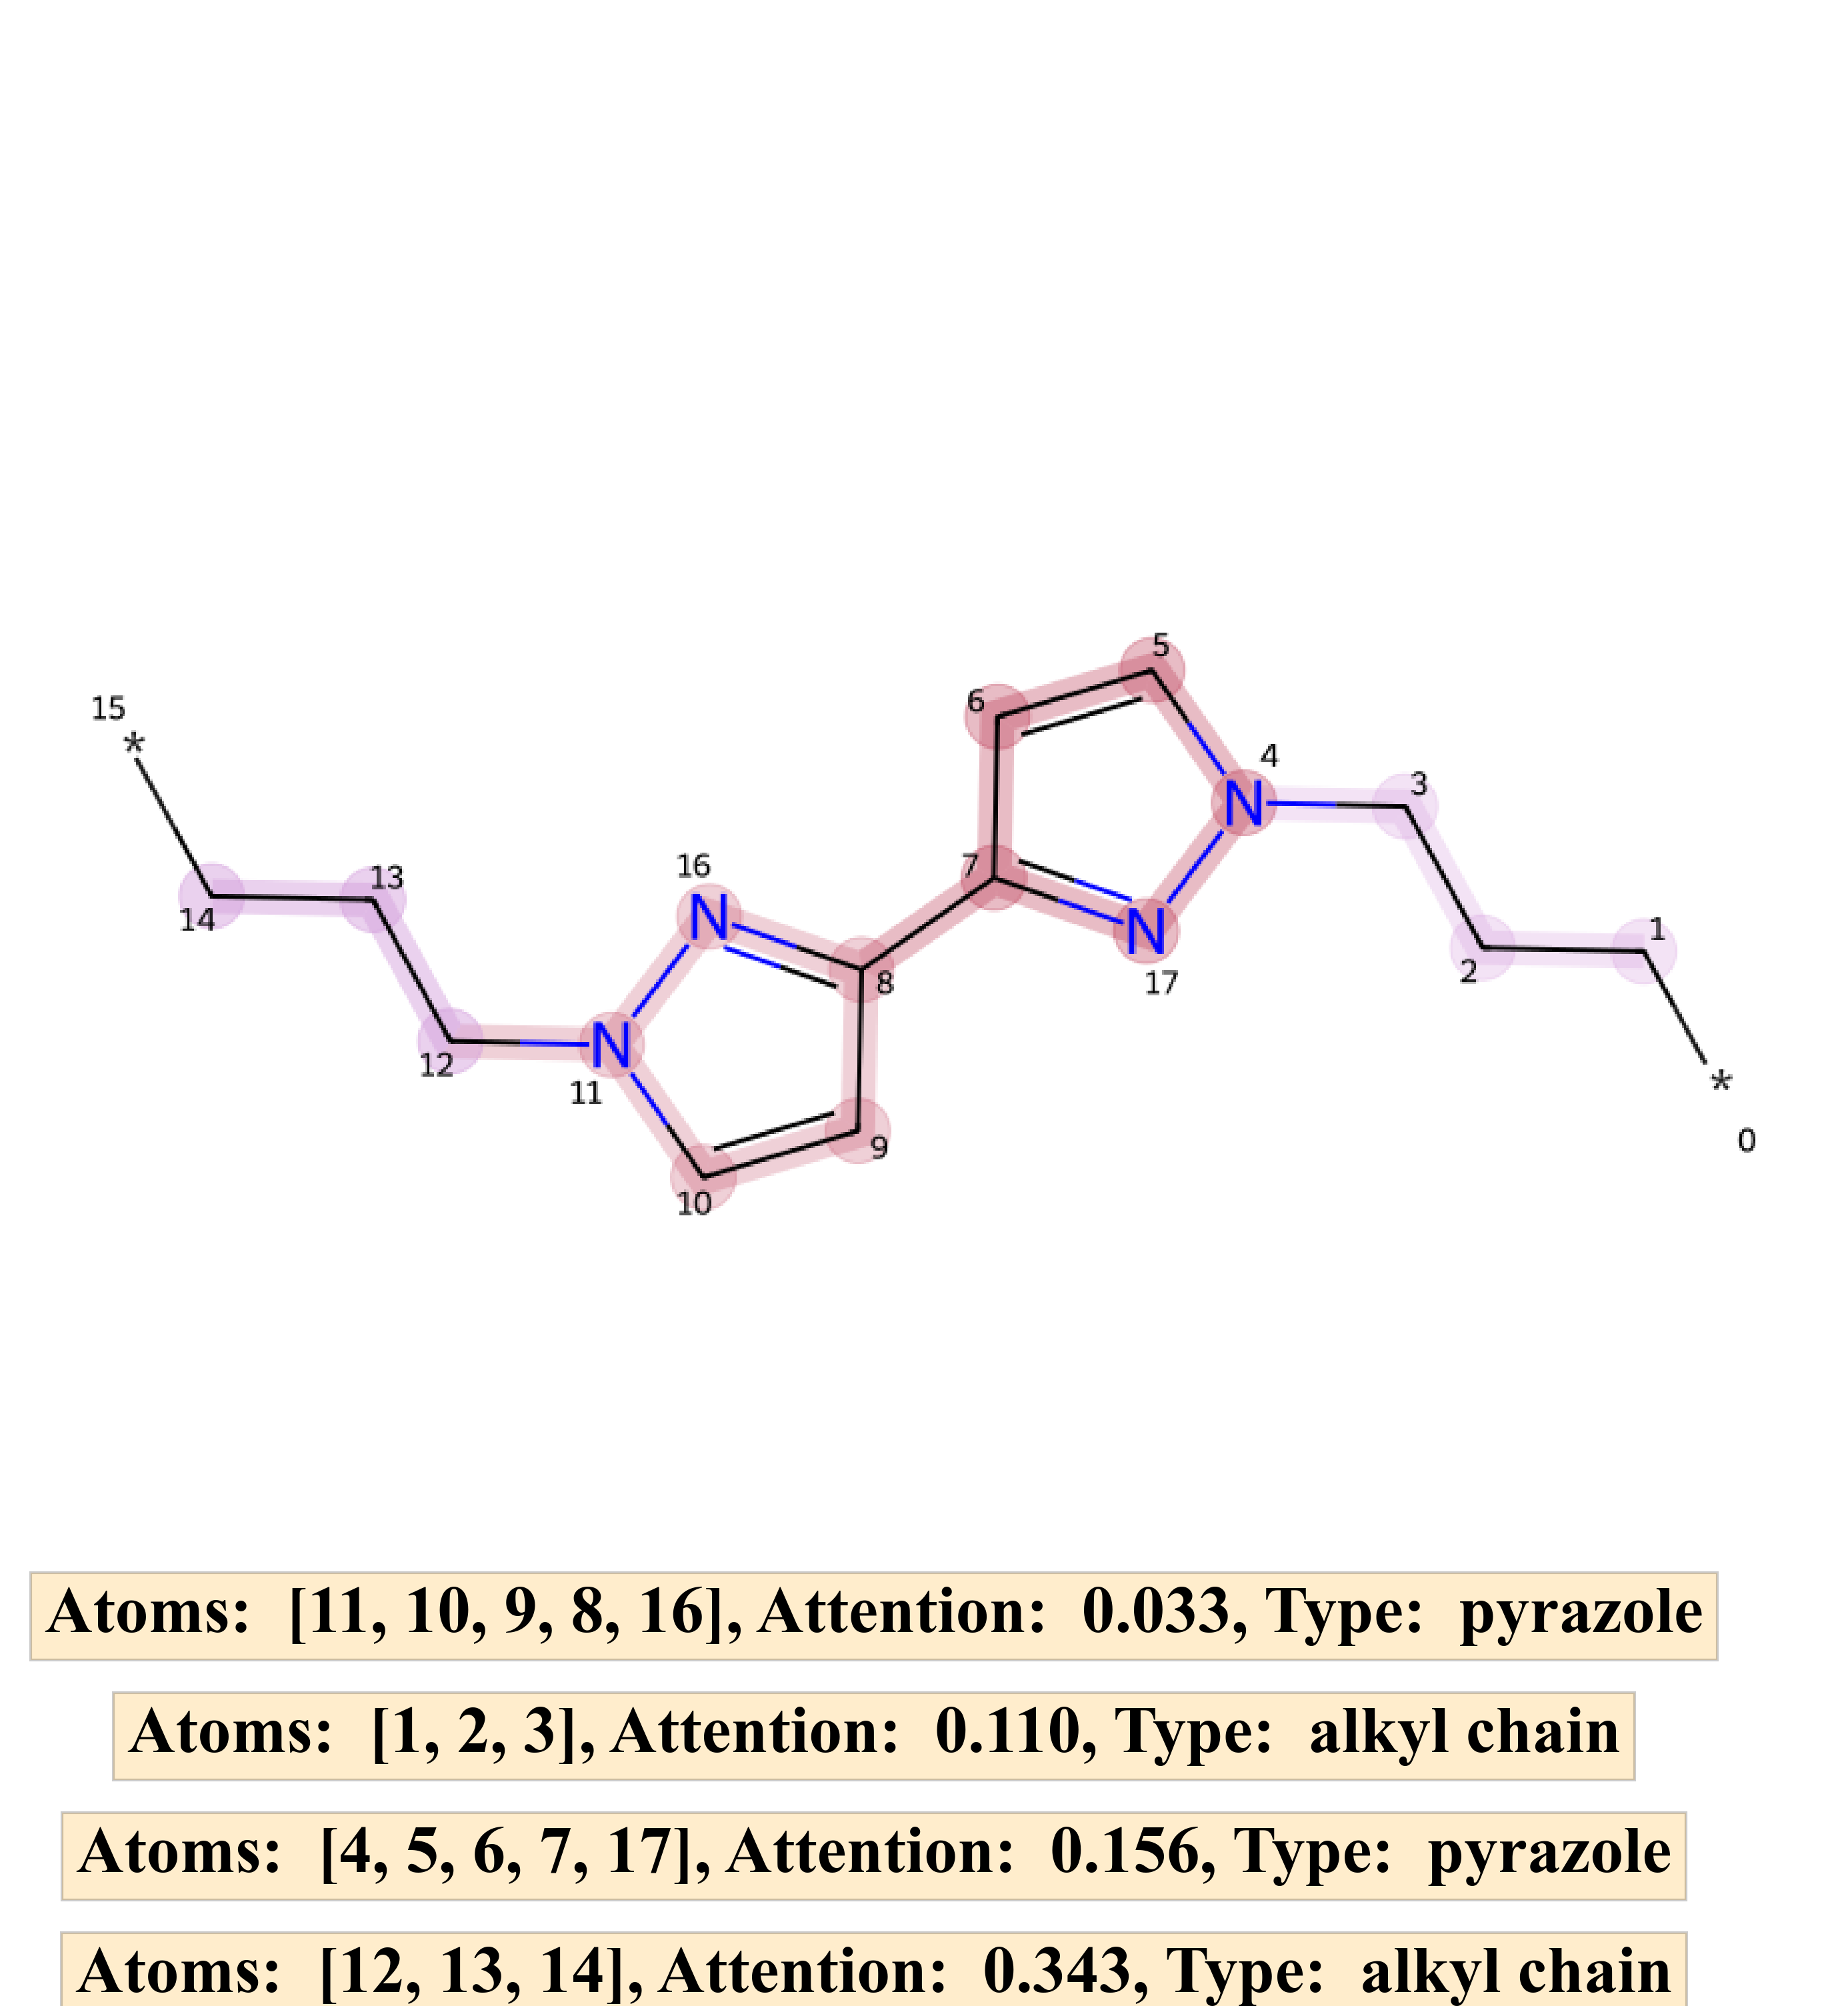 5
6
4
15
*
3
16
7
13
N
N
14
N
1
8
17
2
12
N
11
*
9
0
10
Atoms: [11, 10, 9, 8, 16], Attention: 0.033, Type: pyrazole
Atoms: [1, 2, 3], Attention: 0.110, Type: alkyl chain
Atoms: [4, 5, 6, 7, 17], Attention: 0.156, Type: pyrazole
Atoms: [12, 13, 14], Attention: 0.343, Type: alkyl chain